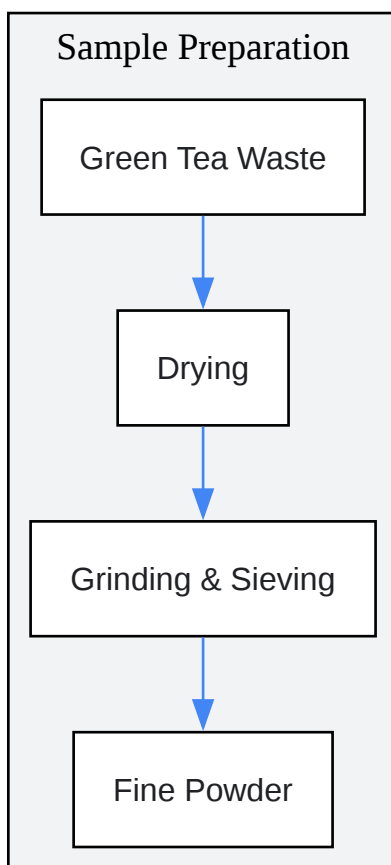 Sample Preparation
Green Tea Waste
Drying
Grinding & Sieving
Fine Powder